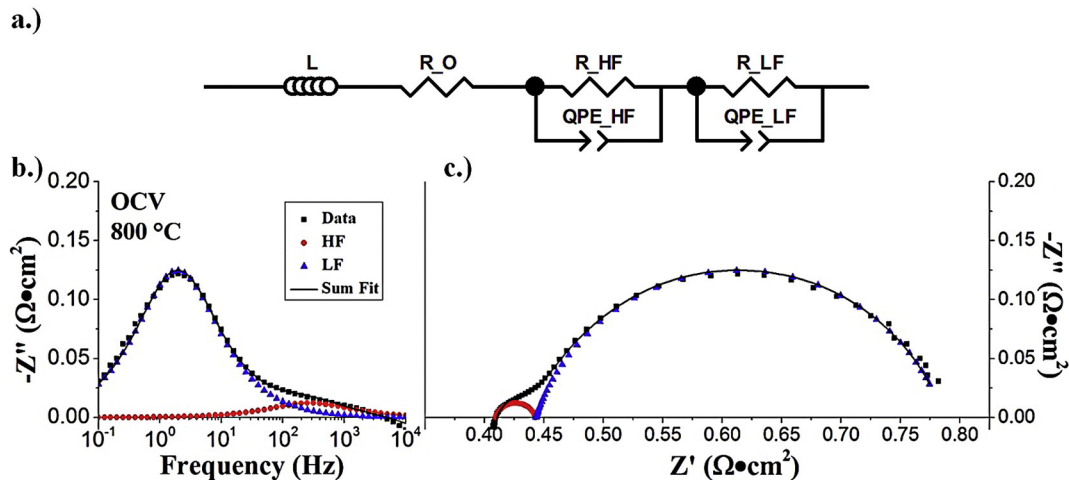 a.)
L R_O R_HF R_LF
QPE_HF QPE_LF
b.)
0.20
0.15
0.10
0.05
0.00
-Z" (Ω•cm²)
OCV
800 °C
Data
HF
LF
Sum Fit
10⁻¹ 10⁰ 10¹ 10² 10³ 10⁴
Frequency (Hz)
c.)
0.20
0.15
0.10
0.05
0.00
-Z" (Ω•cm²)
0.40 0.45 0.50 0.55 0.60 0.65 0.70 0.75 0.80
Z' (Ω•cm²)